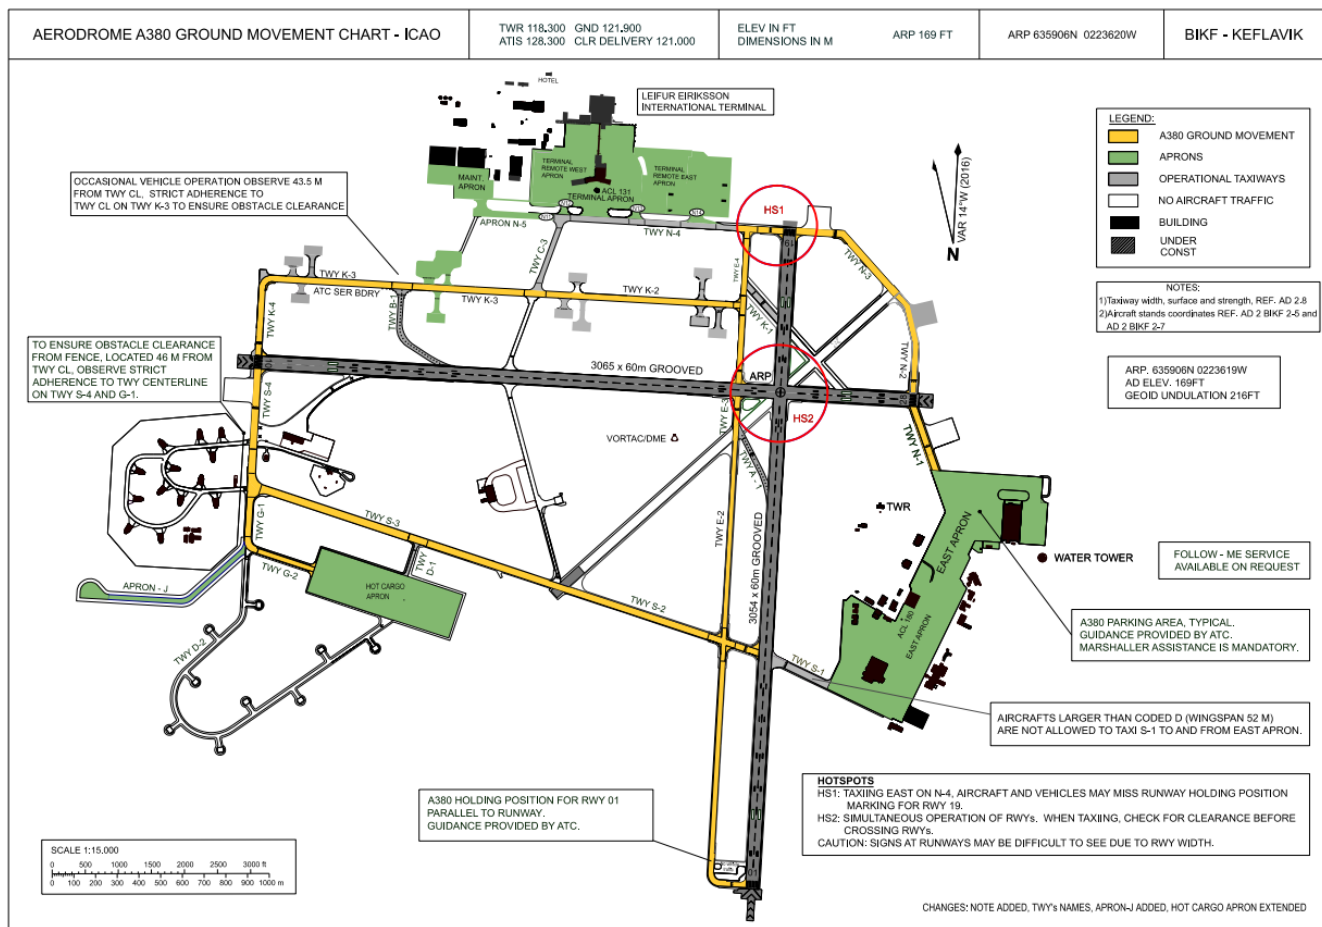 AERODROME A380 GROUND MOVEMENT CHART - ICAO
TWR 118.300 GND 121.900
ATIS 128.300 CLR DELIVERY 121.000
ELEV IN FT
DIMENSIONS IN M
ARP 169 FT
ARP 635906N 0223620W
BIKF - KEFLAVIK
HOTEL
LEIFUR EIRIKSSON
INTERNATIONAL TERMINAL
LEGEND:
A380 GROUND MOVEMENT
APRONS
OPERATIONAL TAXIWAYS
NO AIRCRAFT TRAFFIC
BUILDING
UNDER
CONST
VAR 14°W (2016)
N
OCCASIONAL VEHICLE OPERATION OBSERVE 43.5 M
FROM TWY CL, STRICT ADHERENCE TO
TWY CL ON TWY K-3 TO ENSURE OBSTACLE CLEARANCE
MAINT.
APRON
TERMINAL
REMOTE WEST
APRON
TERMINAL
REMOTE EAST
APRON
ACL 131
TERMINAL APRON
APRON N-5
TWY N-4
HS1
19
TWY N-3
TWY C-3
TWY E-4
TWY K-3
ATC SER BDRY
TWY K-3
TWY K-2
TWY K-4
TWY B-1
TWY K-1
NOTES:
1)Taxiway width, surface and strength, REF. AD 2.8
2)Aircraft stands coordinates REF. AD 2 BIKF 2-5 and
AD 2 BIKF 2-7
TO ENSURE OBSTACLE CLEARANCE
FROM FENCE, LOCATED 46 M FROM
TWY CL, OBSERVE STRICT
ADHERENCE TO TWY CENTERLINE
ON TWY S-4 AND G-1.
TWY S-4
3065 x 60m GROOVED
ARP
TWY N-2
28
ARP. 635906N 0223619W
AD ELEV. 169FT
GEOID UNDULATION 216FT
TWY E-3
HS2
VORTAC/DME
TWY A - 1
TWY N-1
TWY G-1
TWY S-3
TWY E-2
3054 x 60m GROOVED
TWR
EAST APRON
WATER TOWER
FOLLOW - ME SERVICE
AVAILABLE ON REQUEST
TWY G-2
TWY
D-1
APRON - J
HOT CARGO
APRON
TWY S-2
TWY D-2
TWY S-1
ACL 180
EAST APRON
A380 PARKING AREA, TYPICAL.
GUIDANCE PROVIDED BY ATC.
MARSHALLER ASSISTANCE IS MANDATORY.
AIRCRAFTS LARGER THAN CODED D (WINGSPAN 52 M)
ARE NOT ALLOWED TO TAXI S-1 TO AND FROM EAST APRON.
A380 HOLDING POSITION FOR RWY 01
PARALLEL TO RUNWAY.
GUIDANCE PROVIDED BY ATC.
01
HOTSPOTS
HS1: TAXIING EAST ON N-4, AIRCRAFT AND VEHICLES MAY MISS RUNWAY HOLDING POSITION
MARKING FOR RWY 19.
HS2: SIMULTANEOUS OPERATION OF RWYs. WHEN TAXIING, CHECK FOR CLEARANCE BEFORE
CROSSING RWYs.
CAUTION: SIGNS AT RUNWAYS MAY BE DIFFICULT TO SEE DUE TO RWY WIDTH.
SCALE 1:15,000
0 500 1000 1500 2000 2500 3000 ft
0 100 200 300 400 500 600 700 800 900 1000 m
CHANGES: NOTE ADDED, TWY's NAMES, APRON-J ADDED, HOT CARGO APRON EXTENDED